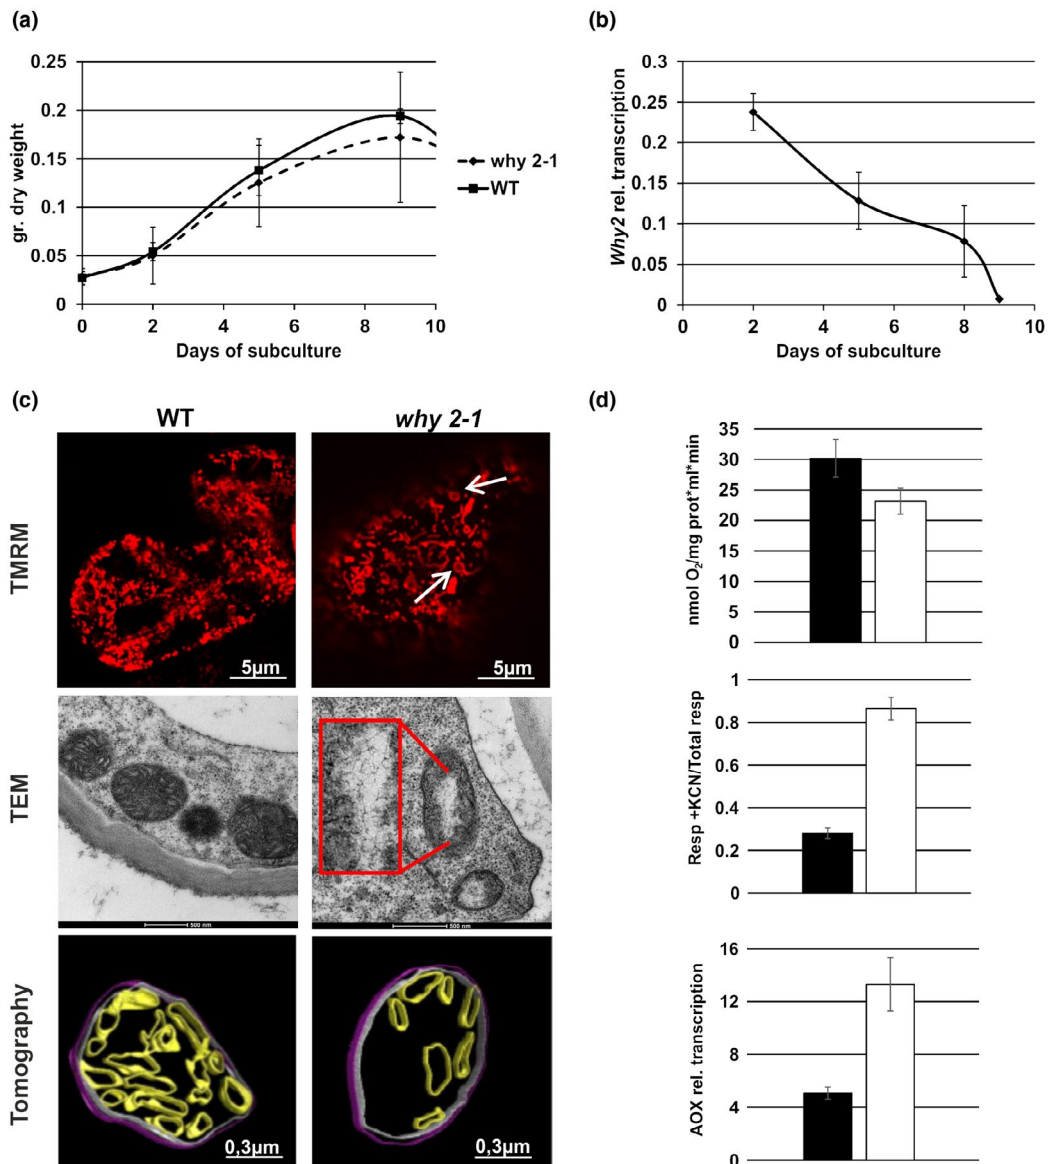 (a)
0.25
0.2
0.15
0.1
0.05
0
gr. dry weight
0 2 4 6 8 10
Days of subculture
why 2-1
WT
(b)
0.3
0.25
0.2
0.15
0.1
0.05
0
Why2 rel. transcription
0 2 4 6 8 10
Days of subculture
(c)
WT
why 2-1
TMRM
5µm
5µm
TEM
500 nm
500 nm
Tomography
0,3µm
0,3µm
(d)
35
30
25
20
15
10
5
0
nmol O₂/mg prot*ml*min
1
0.8
0.6
0.4
0.2
0
Resp +KCN/Total resp
16
12
8
4
0
AOX rel. transcription